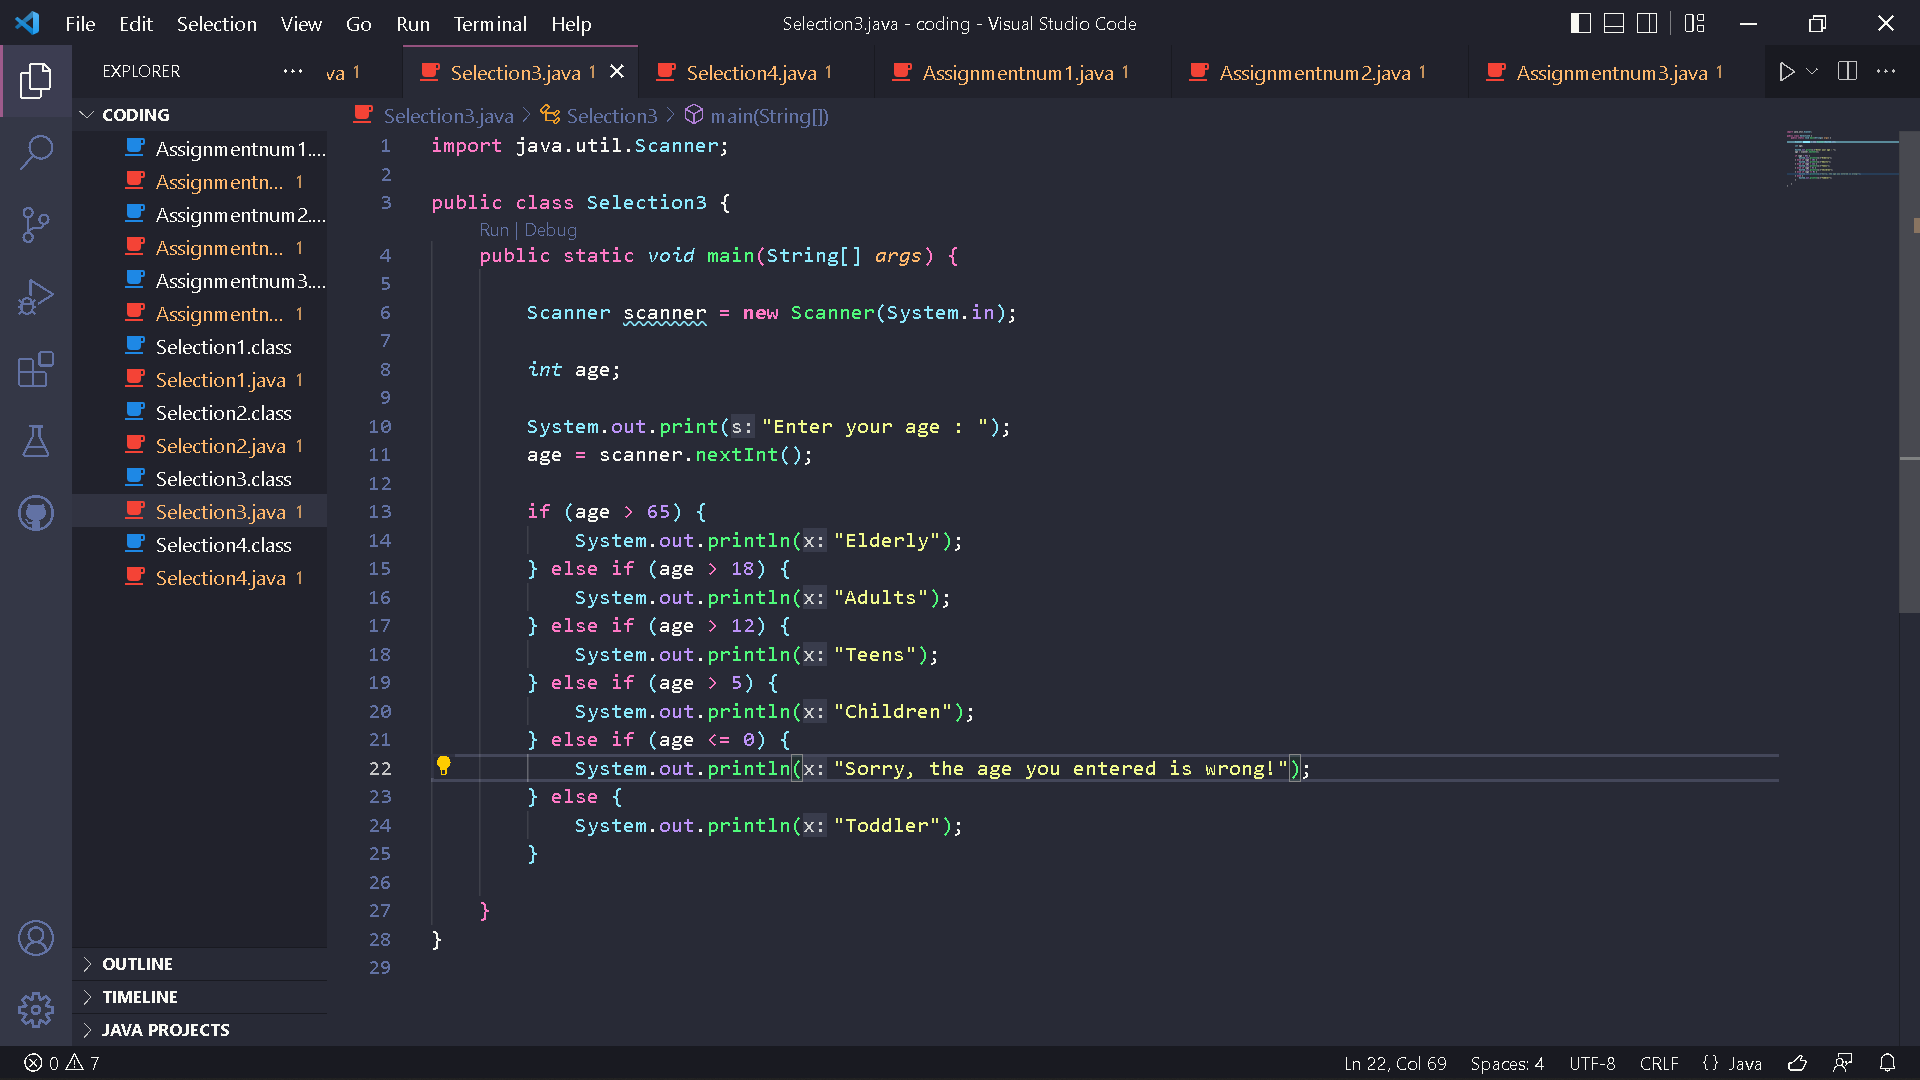 File Edit Selection View Go Run Terminal Help
Selection3.java - coding - Visual Studio Code
EXPLORER
va 1
Selection3.java 1
Selection4.java 1
Assignmentnum1.java 1
Assignmentnum2.java 1
Assignmentnum3.java 1
CODING
Assignmentnum1....
Assignmentn... 1
Assignmentnum2....
Assignmentn... 1
Assignmentnum3....
Assignmentn... 1
Selection1.class
Selection1.java 1
Selection2.class
Selection2.java 1
Selection3.class
Selection3.java 1
Selection4.class
Selection4.java 1
OUTLINE
TIMELINE
JAVA PROJECTS
Selection3.java > Selection3 > main(String[])
1 import java.util.Scanner;
2
3 public class Selection3 {
Run | Debug
4 public static void main(String[] args) {
5
6 Scanner scanner = new Scanner(System.in);
7
8 int age;
9
10 System.out.print(s: "Enter your age : ");
11 age = scanner.nextInt();
12
13 if (age > 65) {
14 System.out.println(x: "Elderly");
15 } else if (age > 18) {
16 System.out.println(x: "Adults");
17 } else if (age > 12) {
18 System.out.println(x: "Teens");
19 } else if (age > 5) {
20 System.out.println(x: "Children");
21 } else if (age <= 0) {
22 System.out.println(x: "Sorry, the age you entered is wrong!");
23 } else {
24 System.out.println(x: "Toddler");
25 }
26
27 }
28 }
29
0 7
Ln 22, Col 69 Spaces: 4 UTF-8 CRLF {} Java